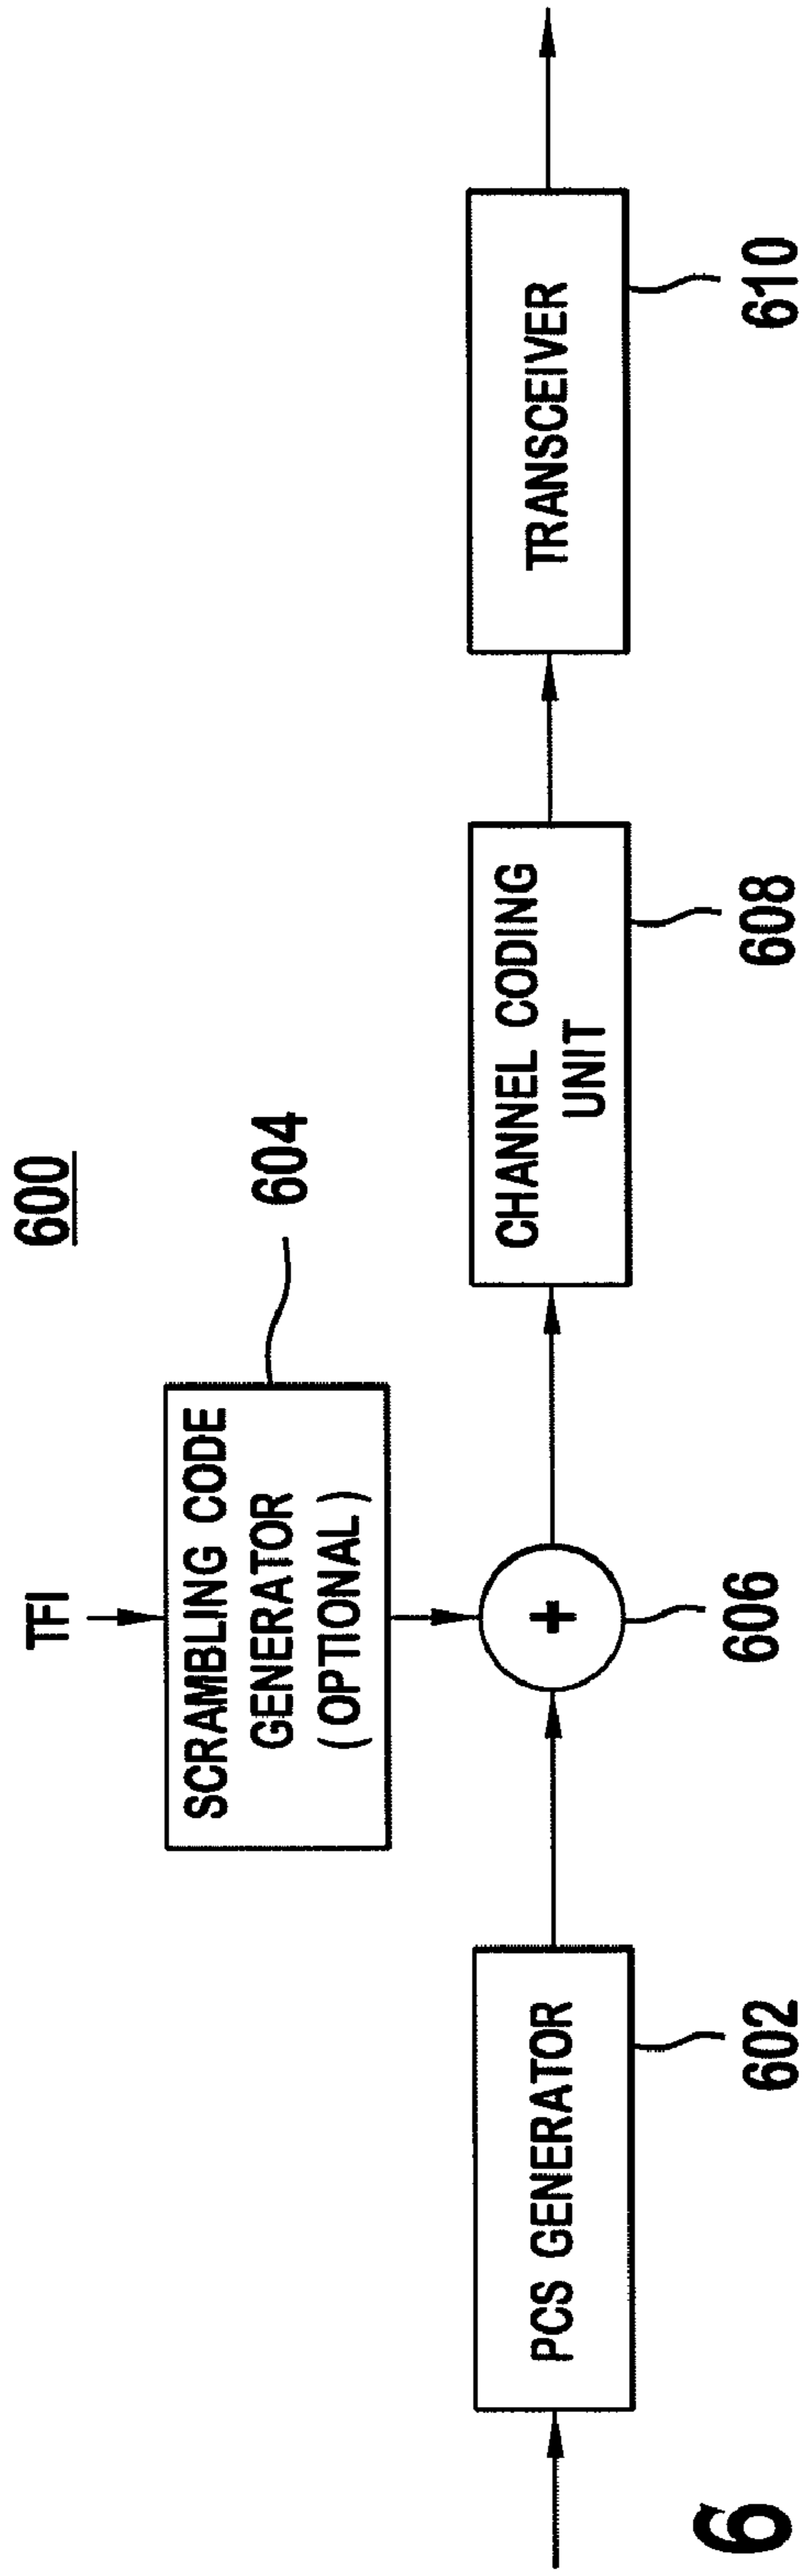 600
TFI
SCRAMBLING CODE
GENERATOR
(OPTIONAL)
604
PCS GENERATOR
602
+
606
CHANNEL CODING
UNIT
608
TRANSCEIVER
610
6